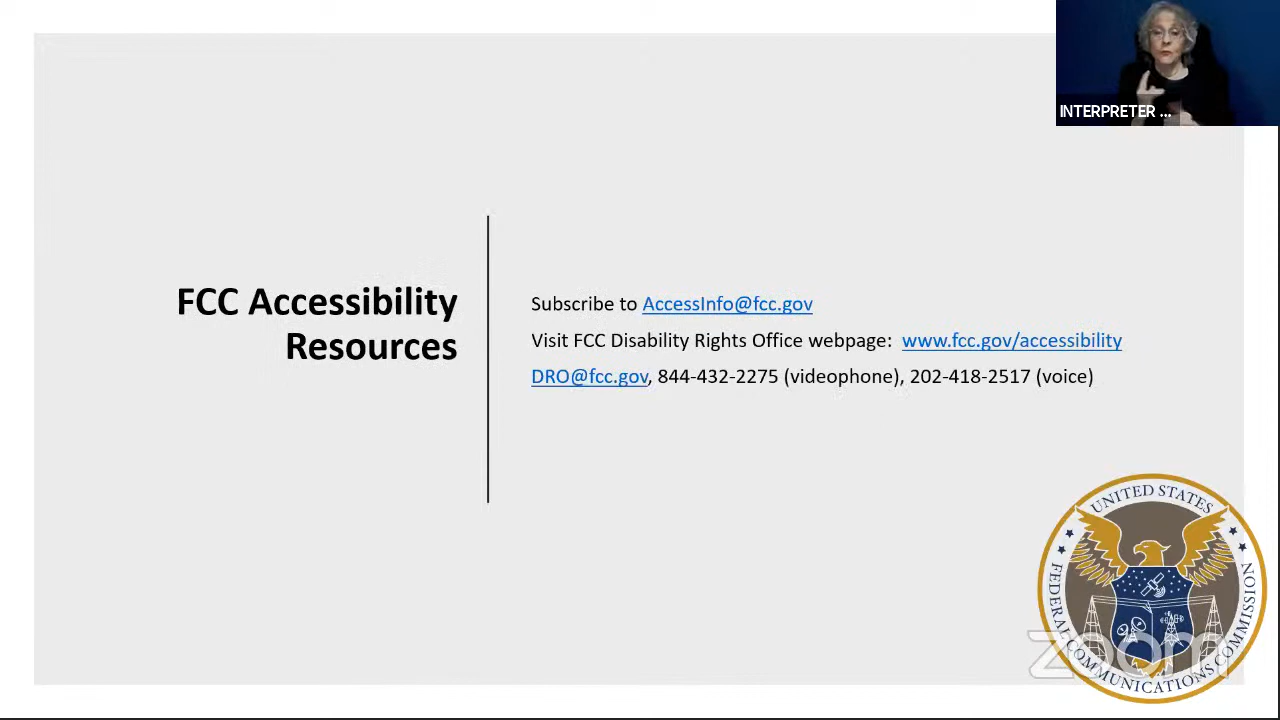 INTERPRETER ...
FCC Accessibility
Resources
Subscribe to AccessInfo@fcc.gov
Visit FCC Disability Rights Office webpage: www.fcc.gov/accessibility
DRO@fcc.gov, 844-432-2275 (videophone), 202-418-2517 (voice)
UNITED STATES
FEDERAL COMMUNICATIONS COMMISSION
zoom